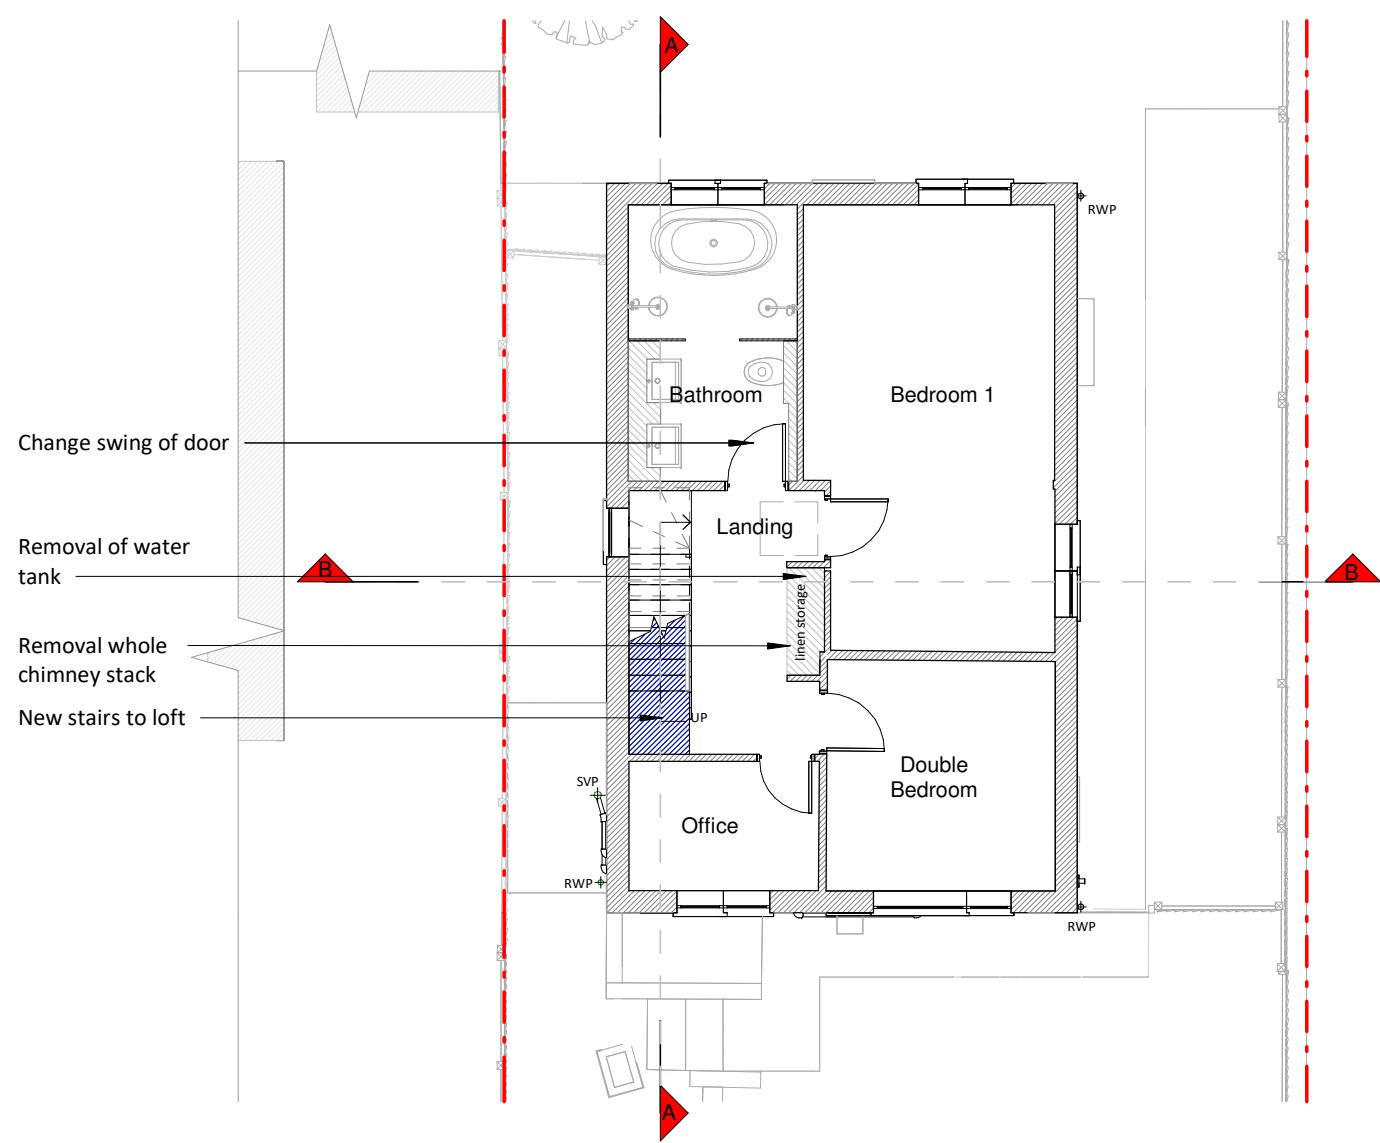 A
RWP
Bathroom
Bedroom 1
Change swing of door
Landing
Removal of water
tank
B
B
linen storage
Removal whole
chimney stack
New stairs to loft
UP
Double
Bedroom
SVP
Office
RWP
RWP
A